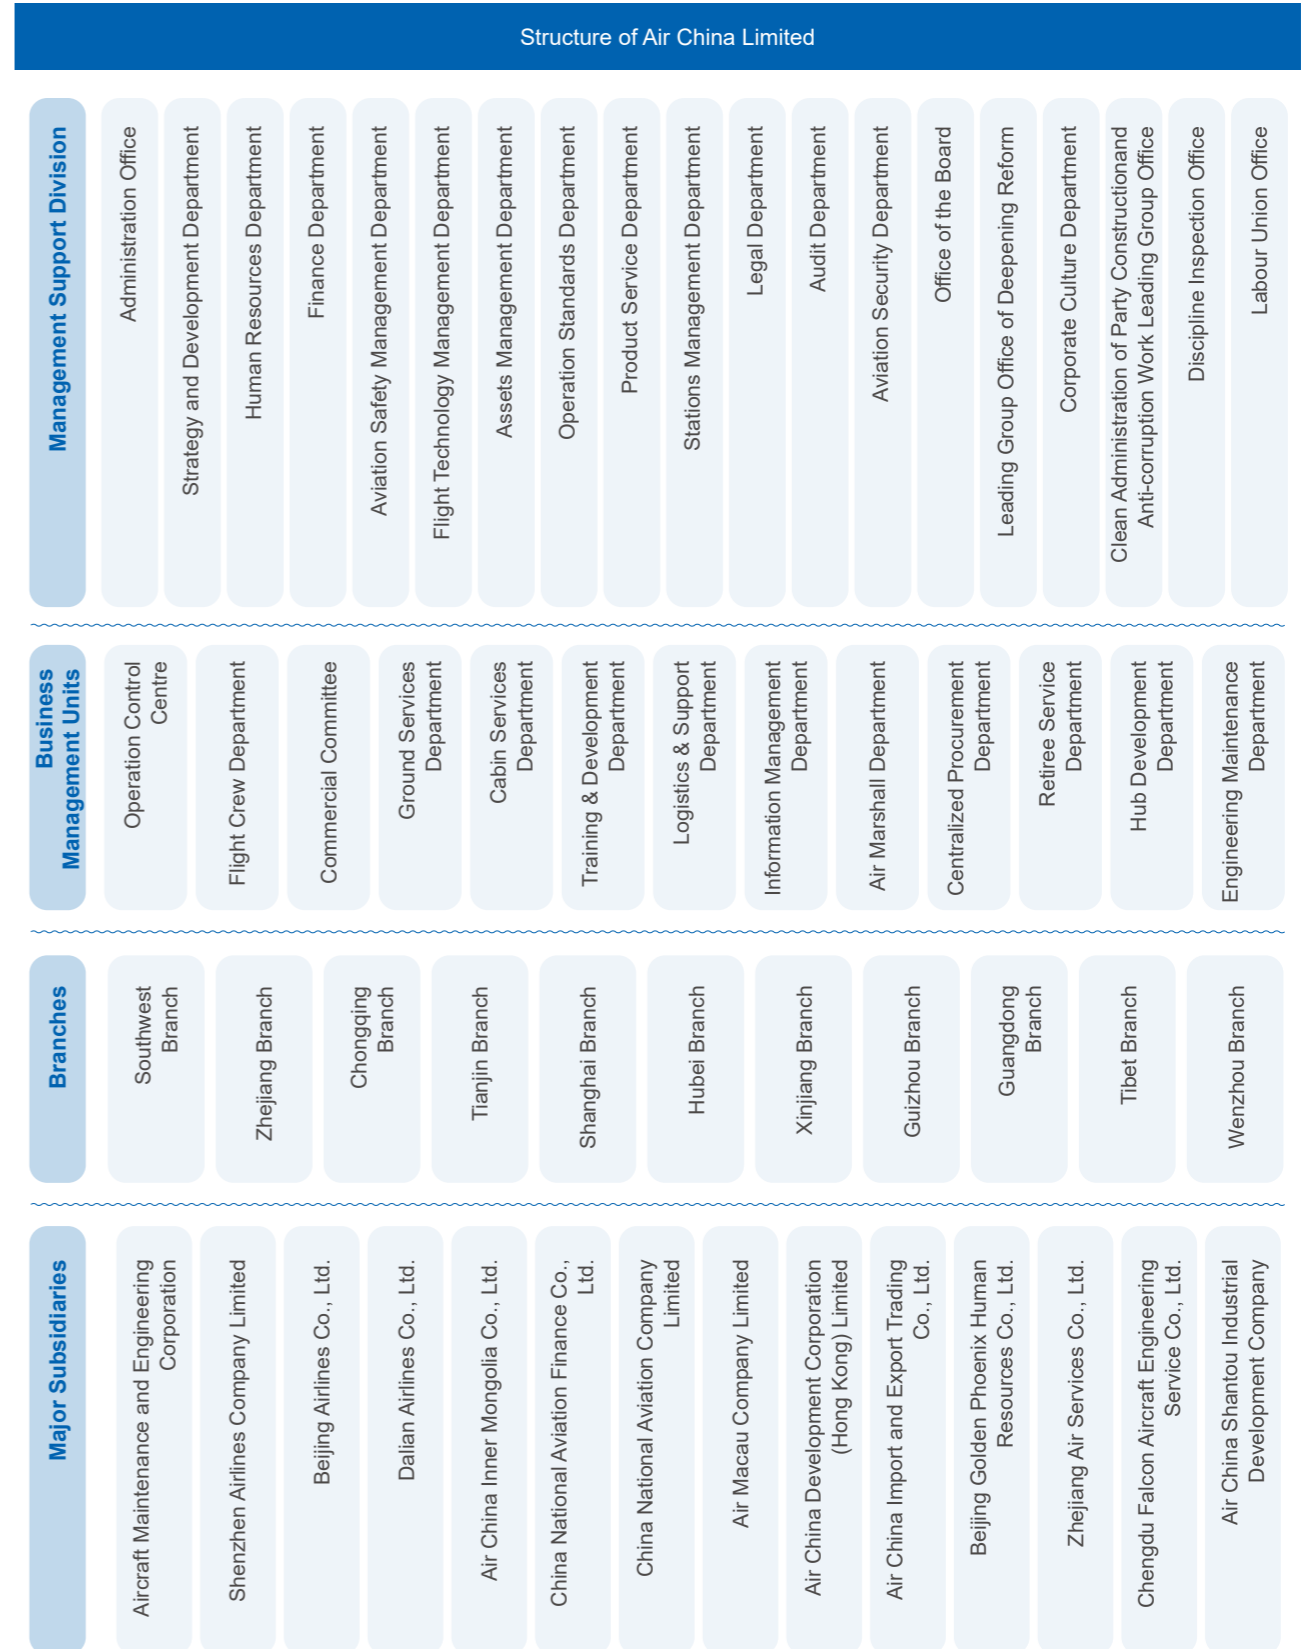 Structure of Air China Limited
Management Support Division
Administration Office
Strategy and Development Department
Human Resources Department
Finance Department
Aviation Safety Management Department
Flight Technology Management Department
Assets Management Department
Operation Standards Department
Product Service Department
Stations Management Department
Legal Department
Audit Department
Aviation Security Department
Office of the Board
Leading Group Office of Deepening Reform
Corporate Culture Department
Clean Administration of Party Constructionand
Anti-corruption Work Leading Group Office
Discipline Inspection Office
Labour Union Office
Business
Management Units
Operation Control
Centre
Flight Crew Department
Commercial Committee
Ground Services
Department
Cabin Services
Department
Training & Development
Department
Logistics & Support
Department
Information Management
Department
Air Marshall Department
Centralized Procurement
Department
Retiree Service
Department
Hub Development
Department
Engineering Maintenance
Department
Branches
Southwest
Branch
Zhejiang Branch
Chongqing
Branch
Tianjin Branch
Shanghai Branch
Hubei Branch
Xinjiang Branch
Guizhou Branch
Guangdong
Branch
Tibet Branch
Wenzhou Branch
Major Subsidiaries
Aircraft Maintenance and Engineering
Corporation
Shenzhen Airlines Company Limited
Beijing Airlines Co., Ltd.
Dalian Airlines Co., Ltd.
Air China Inner Mongolia Co., Ltd.
China National Aviation Finance Co.,
Ltd.
China National Aviation Company
Limited
Air Macau Company Limited
Air China Development Corporation
(Hong Kong) Limited
Air China Import and Export Trading
Co., Ltd.
Beijing Golden Phoenix Human
Resources Co., Ltd.
Zhejiang Air Services Co., Ltd.
Chengdu Falcon Aircraft Engineering
Service Co., Ltd.
Air China Shantou Industrial
Development Company